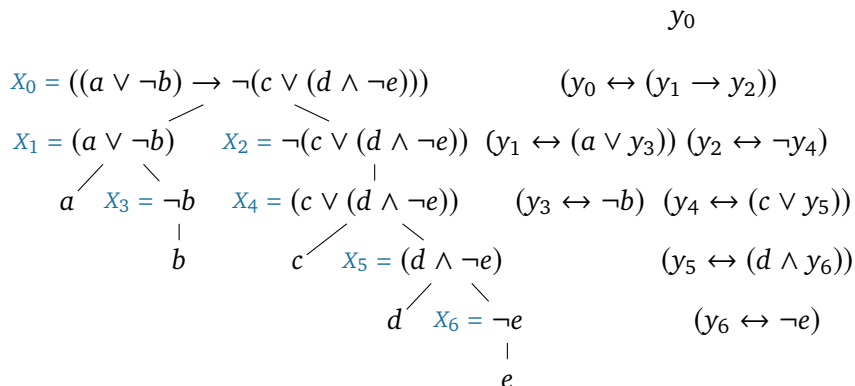 y₀
X₀ = ((a ∨ ¬b) → ¬(c ∨ (d ∧ ¬e))) (y₀ ↔ (y₁ → y₂))
X₁ = (a ∨ ¬b) X₂ = ¬(c ∨ (d ∧ ¬e)) (y₁ ↔ (a ∨ y₃)) (y₂ ↔ ¬y₄)
a X₃ = ¬b X₄ = (c ∨ (d ∧ ¬e)) (y₃ ↔ ¬b) (y₄ ↔ (c ∨ y₅))
b c X₅ = (d ∧ ¬e) (y₅ ↔ (d ∧ y₆))
d X₆ = ¬e (y₆ ↔ ¬e)
e